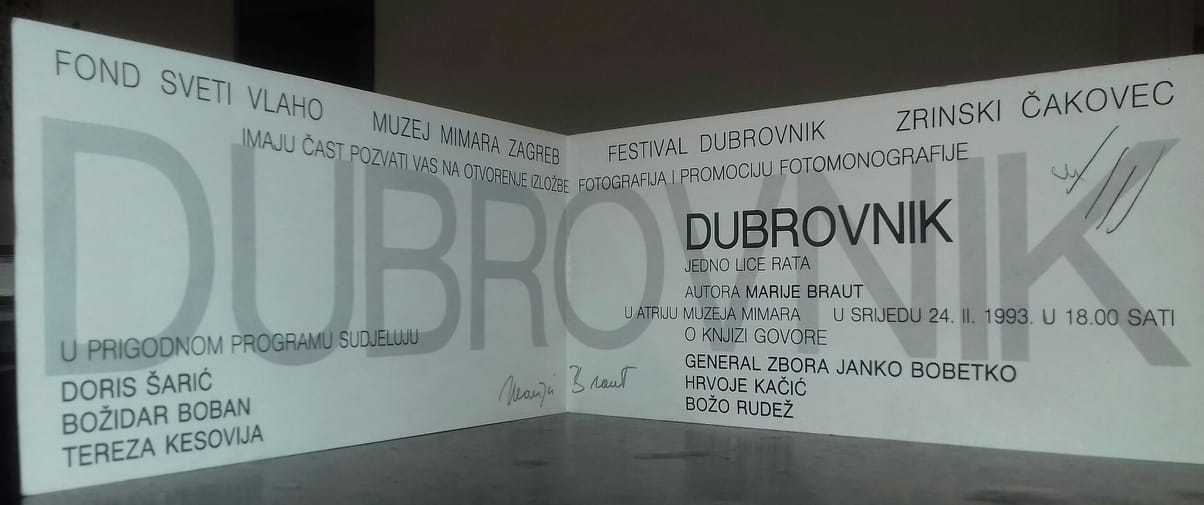 FOND SVETI VLAHO MUZEJ MIMARA ZAGREB FESTIVAL DUBROVNIK ZRINSKI ČAKOVEC
IMAJU ČAST POZVATI VAS NA OTVORENJE IZLOŽBE FOTOGRAFIJA I PROMOCIJU FOTOMONOGRAFIJE
DUBROVNIK
DUBROVNIK
JEDNO LICE RATA
AUTORA MARIJE BRAUT
U ATRIJU MUZEJA MIMARA U SRIJEDU 24. II. 1993. U 18.00 SATI
O KNJIZI GOVORE
GENERAL ZBORA JANKO BOBETKO
HRVOJE KAČIĆ
BOŽO RUDEŽ
U PRIGODNOM PROGRAMU SUDJELUJU
DORIS ŠARIĆ
BOŽIDAR BOBAN
TEREZA KESOVIJA
Marija Braut